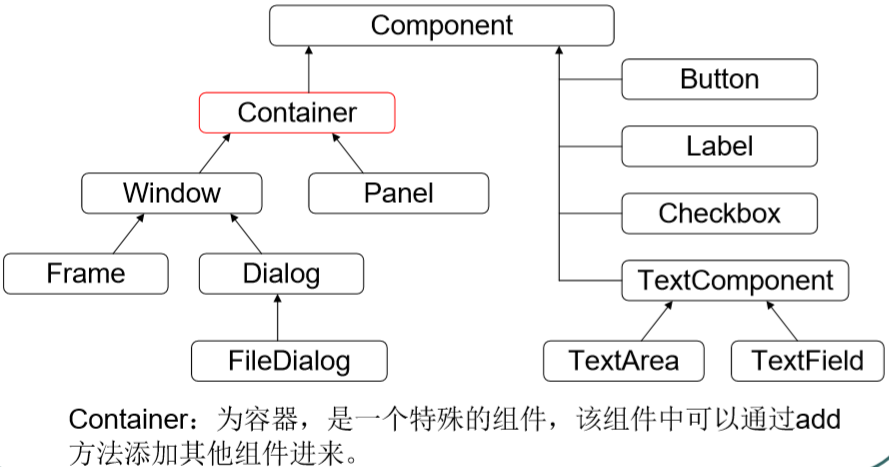 Component
Button
Container
Label
Window
Panel
Checkbox
Frame
Dialog
TextComponent
FileDialog
TextArea
TextField
Container：为容器，是一个特殊的组件，该组件中可以通过add
方法添加其他组件进来。